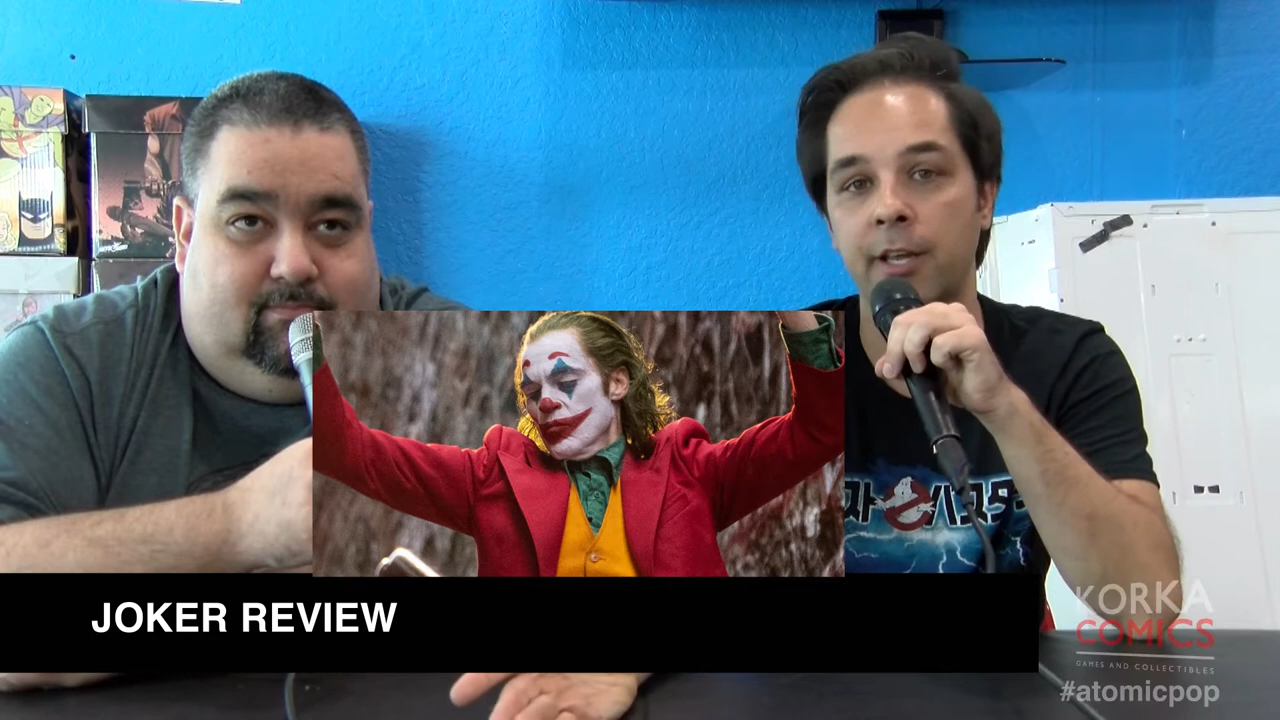 JOKER REVIEW
KORKA
COMICS
GAMES AND COLLECTIBLES
#atomicpop